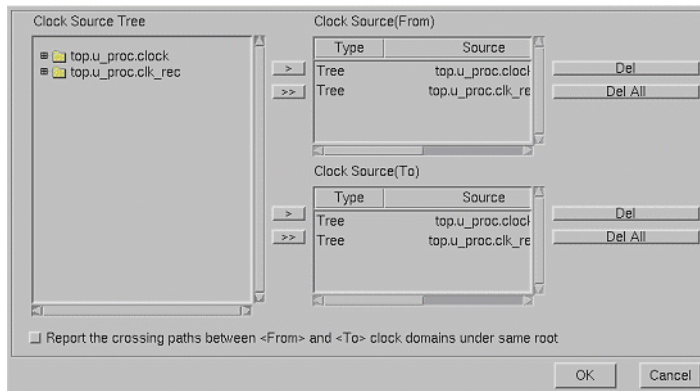 Clock Source Tree
top.u_proc.clock
top.u_proc.clk_rec
Clock Source(From)
Type Source
Tree top.u_proc.clock
Tree top.u_proc.clk_re
>
>>
Del
Del All
Clock Source(To)
Type Source
Tree top.u_proc.clock
Tree top.u_proc.clk_re
>
>>
Del
Del All
Report the crossing paths between <From> and <To> clock domains under same root
OK Cancel